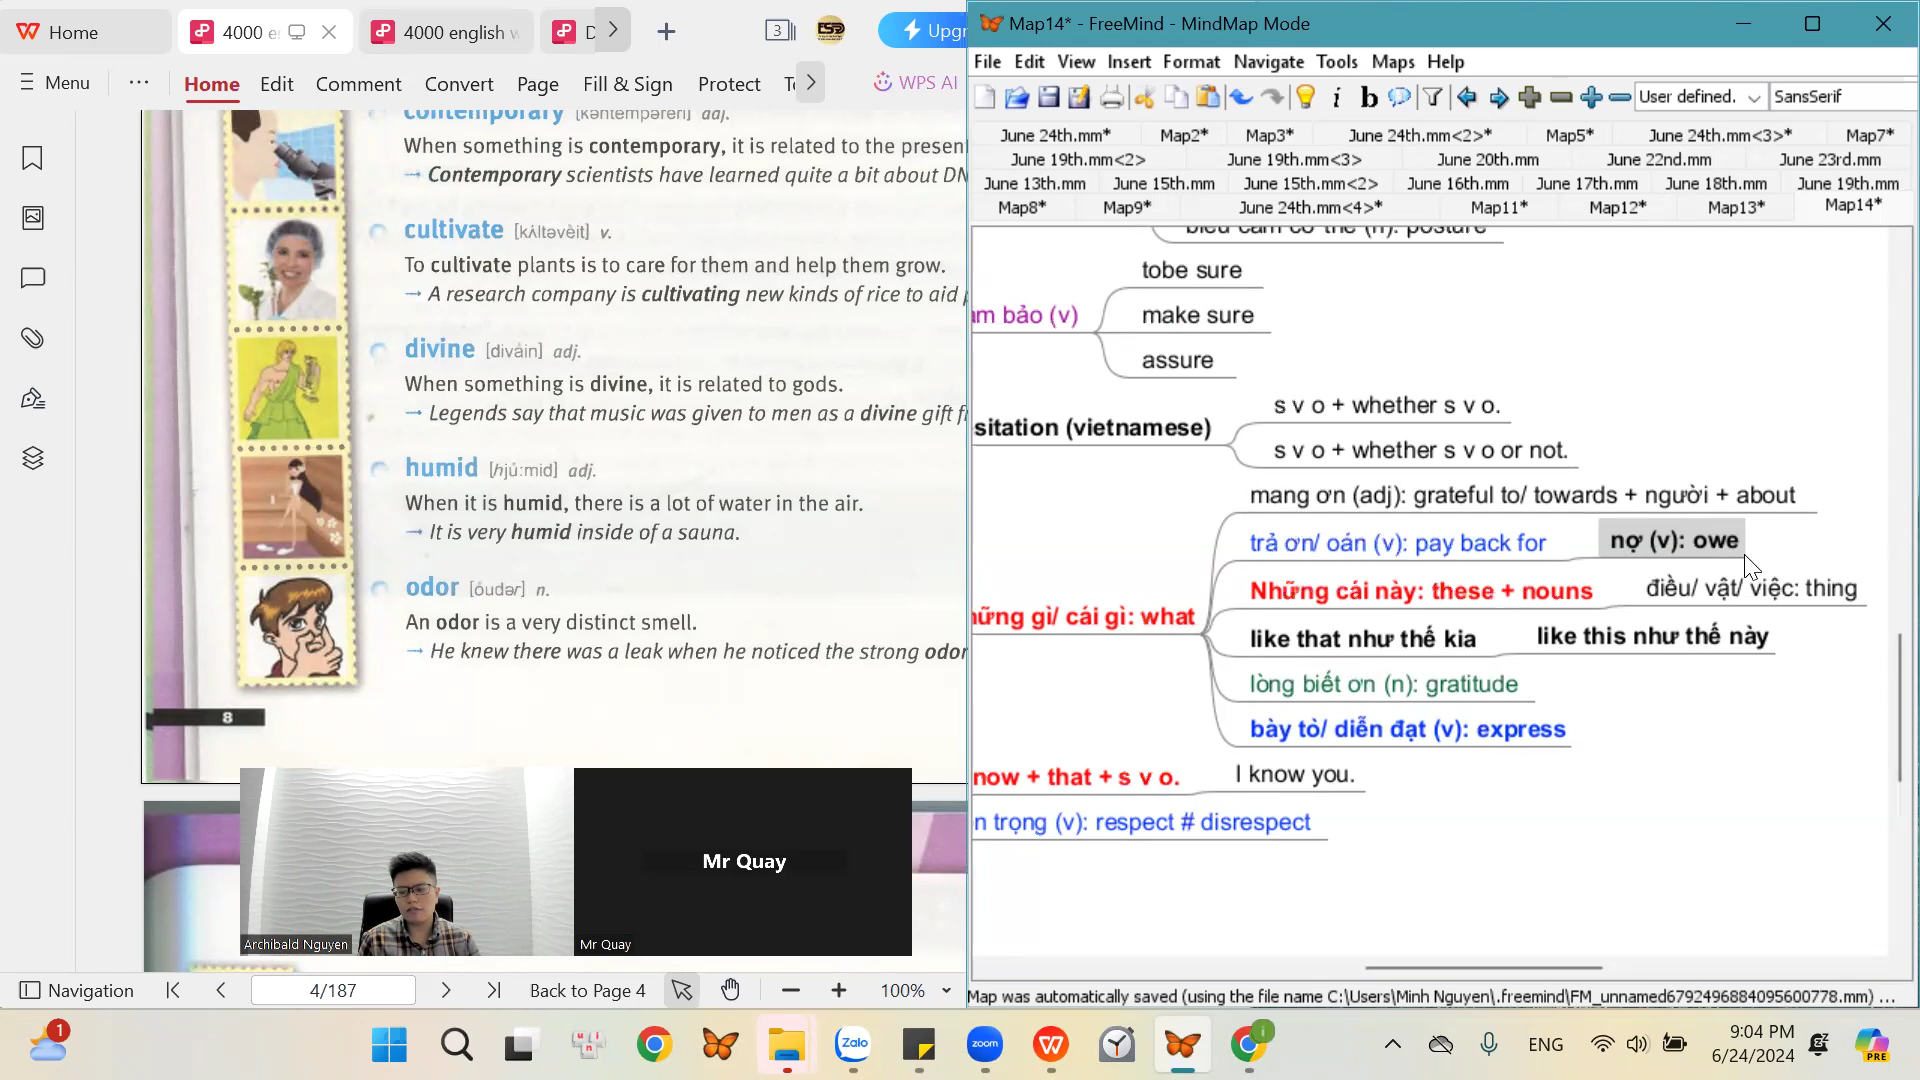 Home
4000 e
4000 english w
D
3
Upgr
Menu
Home Edit Comment Convert Page Fill & Sign Protect
WPS AI
contemporary [kəntempəreri] adj.
When something is contemporary, it is related to the presen
→ Contemporary scientists have learned quite a bit about DN
cultivate [kʌ́ltəvèit] v.
To cultivate plants is to care for them and help them grow.
→ A research company is cultivating new kinds of rice to aid p
divine [diváin] adj.
When something is divine, it is related to gods.
→ Legends say that music was given to men as a divine gift f
humid [hjúːmid] adj.
When it is humid, there is a lot of water in the air.
→ It is very humid inside of a sauna.
odor [óudər] n.
An odor is a very distinct smell.
→ He knew there was a leak when he noticed the strong odor
8
Archibald Nguyen
Mr Quay
Mr Quay
Navigation
4/187
Back to Page 4
100%
Map14* - FreeMind - MindMap Mode
File Edit View Insert Format Navigate Tools Maps Help
User defined.
SansSerif
June 24th.mm* Map2* Map3* June 24th.mm<2>* Map5* June 24th.mm<3>* Map7*
June 19th.mm<2> June 19th.mm<3> June 20th.mm June 22nd.mm June 23rd.mm
June 13th.mm June 15th.mm June 15th.mm<2> June 16th.mm June 17th.mm June 18th.mm June 19th.mm
Map8* Map9* June 24th.mm<4>* Map11* Map12* Map13* Map14*
biểu cảm cơ thể (n): posture
tobe sure
ảm bảo (v)
make sure
assure
s v o + whether s v o.
sitation (vietnamese)
s v o + whether s v o or not.
mang ơn (adj): grateful to/ towards + người + about
trả ơn/ oán (v): pay back for
nợ (v): owe
Những cái này: these + nouns
điều/ vật/ việc: thing
hững gì/ cái gì: what
like that như thế kia
like this như thế này
lòng biết ơn (n): gratitude
bày tỏ/ diễn đạt (v): express
now + that + s v o.
I know you.
n trọng (v): respect # disrespect
Map was automatically saved (using the file name C:\Users\Minh Nguyen\.freemind\FM_unnamed6792496884095600778.mm) ...
1
Zalo
zoom
ENG
9:04 PM
6/24/2024
PRE